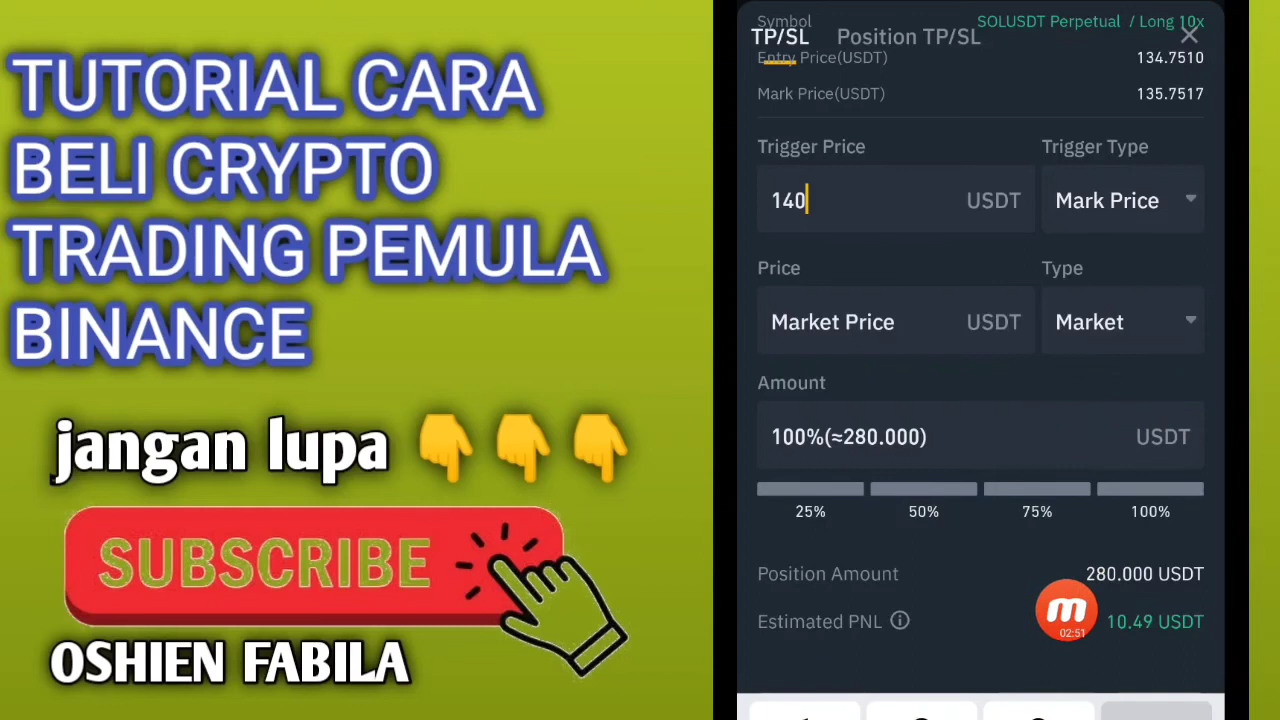 TUTORIAL CARA
BELI CRYPTO
TRADING PEMULA
BINANCE
jangan lupa 👇 👇 👇
SUBSCRIBE
OSHIEN FABILA
Symbol SOLUSDT Perpetual / Long 10x
TP/SL Position TP/SL
Entry Price(USDT) 134.7510
Mark Price(USDT) 135.7517
Trigger Price Trigger Type
140 USDT Mark Price
Price Type
Market Price USDT Market
Amount
100%(≈280.000) USDT
25% 50% 75% 100%
Position Amount 280.000 USDT
Estimated PNL 10.49 USDT
02:51